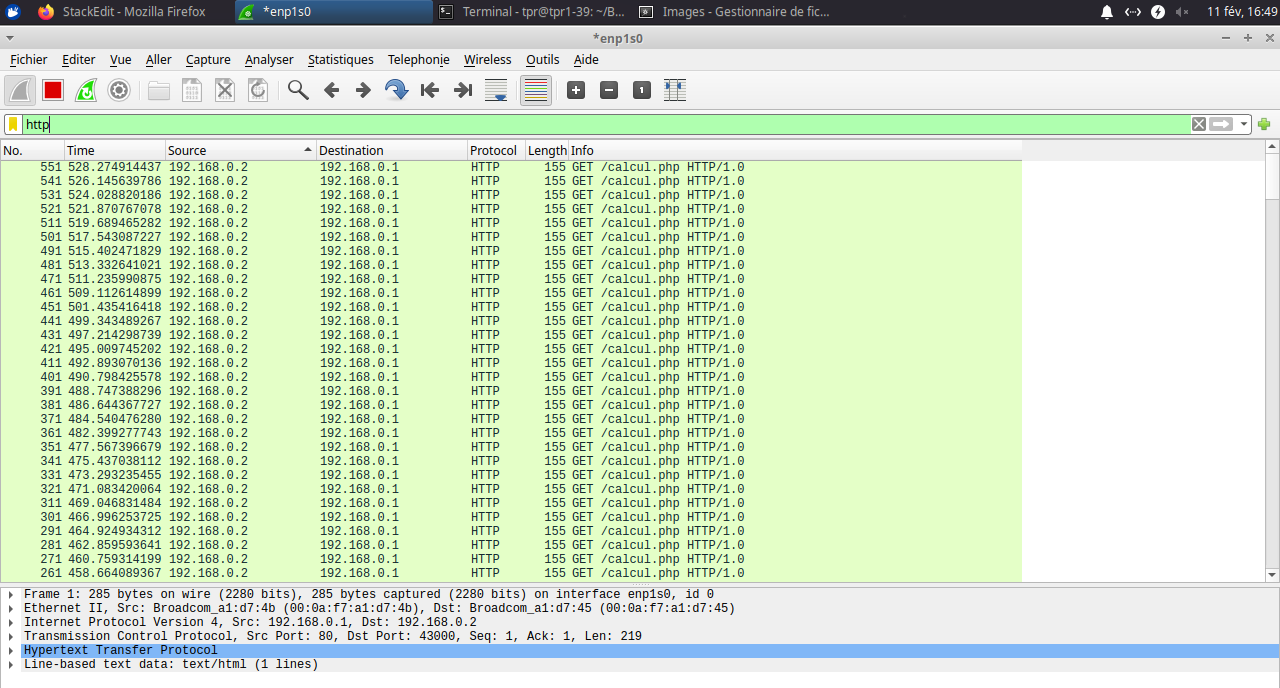 StackEdit - Mozilla Firefox *enp1s0 Terminal - tpr@tpr1-39: ~/B... Images - Gestionnaire de fic... 11 fév, 16:49
*enp1s0
Fichier Editer Vue Aller Capture Analyser Statistiques Telephonie Wireless Outils Aide
http
No. Time Source Destination Protocol Length Info
551 528.274914437 192.168.0.2 192.168.0.1 HTTP 155 GET /calcul.php HTTP/1.0
541 526.145639786 192.168.0.2 192.168.0.1 HTTP 155 GET /calcul.php HTTP/1.0
531 524.028820186 192.168.0.2 192.168.0.1 HTTP 155 GET /calcul.php HTTP/1.0
521 521.870767078 192.168.0.2 192.168.0.1 HTTP 155 GET /calcul.php HTTP/1.0
511 519.689465282 192.168.0.2 192.168.0.1 HTTP 155 GET /calcul.php HTTP/1.0
501 517.543087227 192.168.0.2 192.168.0.1 HTTP 155 GET /calcul.php HTTP/1.0
491 515.402471829 192.168.0.2 192.168.0.1 HTTP 155 GET /calcul.php HTTP/1.0
481 513.332641021 192.168.0.2 192.168.0.1 HTTP 155 GET /calcul.php HTTP/1.0
471 511.235990875 192.168.0.2 192.168.0.1 HTTP 155 GET /calcul.php HTTP/1.0
461 509.112614899 192.168.0.2 192.168.0.1 HTTP 155 GET /calcul.php HTTP/1.0
451 501.435416418 192.168.0.2 192.168.0.1 HTTP 155 GET /calcul.php HTTP/1.0
441 499.343489267 192.168.0.2 192.168.0.1 HTTP 155 GET /calcul.php HTTP/1.0
431 497.214298739 192.168.0.2 192.168.0.1 HTTP 155 GET /calcul.php HTTP/1.0
421 495.009745202 192.168.0.2 192.168.0.1 HTTP 155 GET /calcul.php HTTP/1.0
411 492.893070136 192.168.0.2 192.168.0.1 HTTP 155 GET /calcul.php HTTP/1.0
401 490.798425578 192.168.0.2 192.168.0.1 HTTP 155 GET /calcul.php HTTP/1.0
391 488.747388296 192.168.0.2 192.168.0.1 HTTP 155 GET /calcul.php HTTP/1.0
381 486.644367727 192.168.0.2 192.168.0.1 HTTP 155 GET /calcul.php HTTP/1.0
371 484.540476280 192.168.0.2 192.168.0.1 HTTP 155 GET /calcul.php HTTP/1.0
361 482.399277743 192.168.0.2 192.168.0.1 HTTP 155 GET /calcul.php HTTP/1.0
351 477.567396679 192.168.0.2 192.168.0.1 HTTP 155 GET /calcul.php HTTP/1.0
341 475.437038112 192.168.0.2 192.168.0.1 HTTP 155 GET /calcul.php HTTP/1.0
331 473.293235455 192.168.0.2 192.168.0.1 HTTP 155 GET /calcul.php HTTP/1.0
321 471.083420064 192.168.0.2 192.168.0.1 HTTP 155 GET /calcul.php HTTP/1.0
311 469.046831484 192.168.0.2 192.168.0.1 HTTP 155 GET /calcul.php HTTP/1.0
301 466.996253725 192.168.0.2 192.168.0.1 HTTP 155 GET /calcul.php HTTP/1.0
291 464.924934312 192.168.0.2 192.168.0.1 HTTP 155 GET /calcul.php HTTP/1.0
281 462.859593641 192.168.0.2 192.168.0.1 HTTP 155 GET /calcul.php HTTP/1.0
271 460.759314199 192.168.0.2 192.168.0.1 HTTP 155 GET /calcul.php HTTP/1.0
261 458.664089367 192.168.0.2 192.168.0.1 HTTP 155 GET /calcul.php HTTP/1.0
Frame 1: 285 bytes on wire (2280 bits), 285 bytes captured (2280 bits) on interface enp1s0, id 0
Ethernet II, Src: Broadcom_a1:d7:4b (00:0a:f7:a1:d7:4b), Dst: Broadcom_a1:d7:45 (00:0a:f7:a1:d7:45)
Internet Protocol Version 4, Src: 192.168.0.1, Dst: 192.168.0.2
Transmission Control Protocol, Src Port: 80, Dst Port: 43000, Seq: 1, Ack: 1, Len: 219
Hypertext Transfer Protocol
Line-based text data: text/html (1 lines)